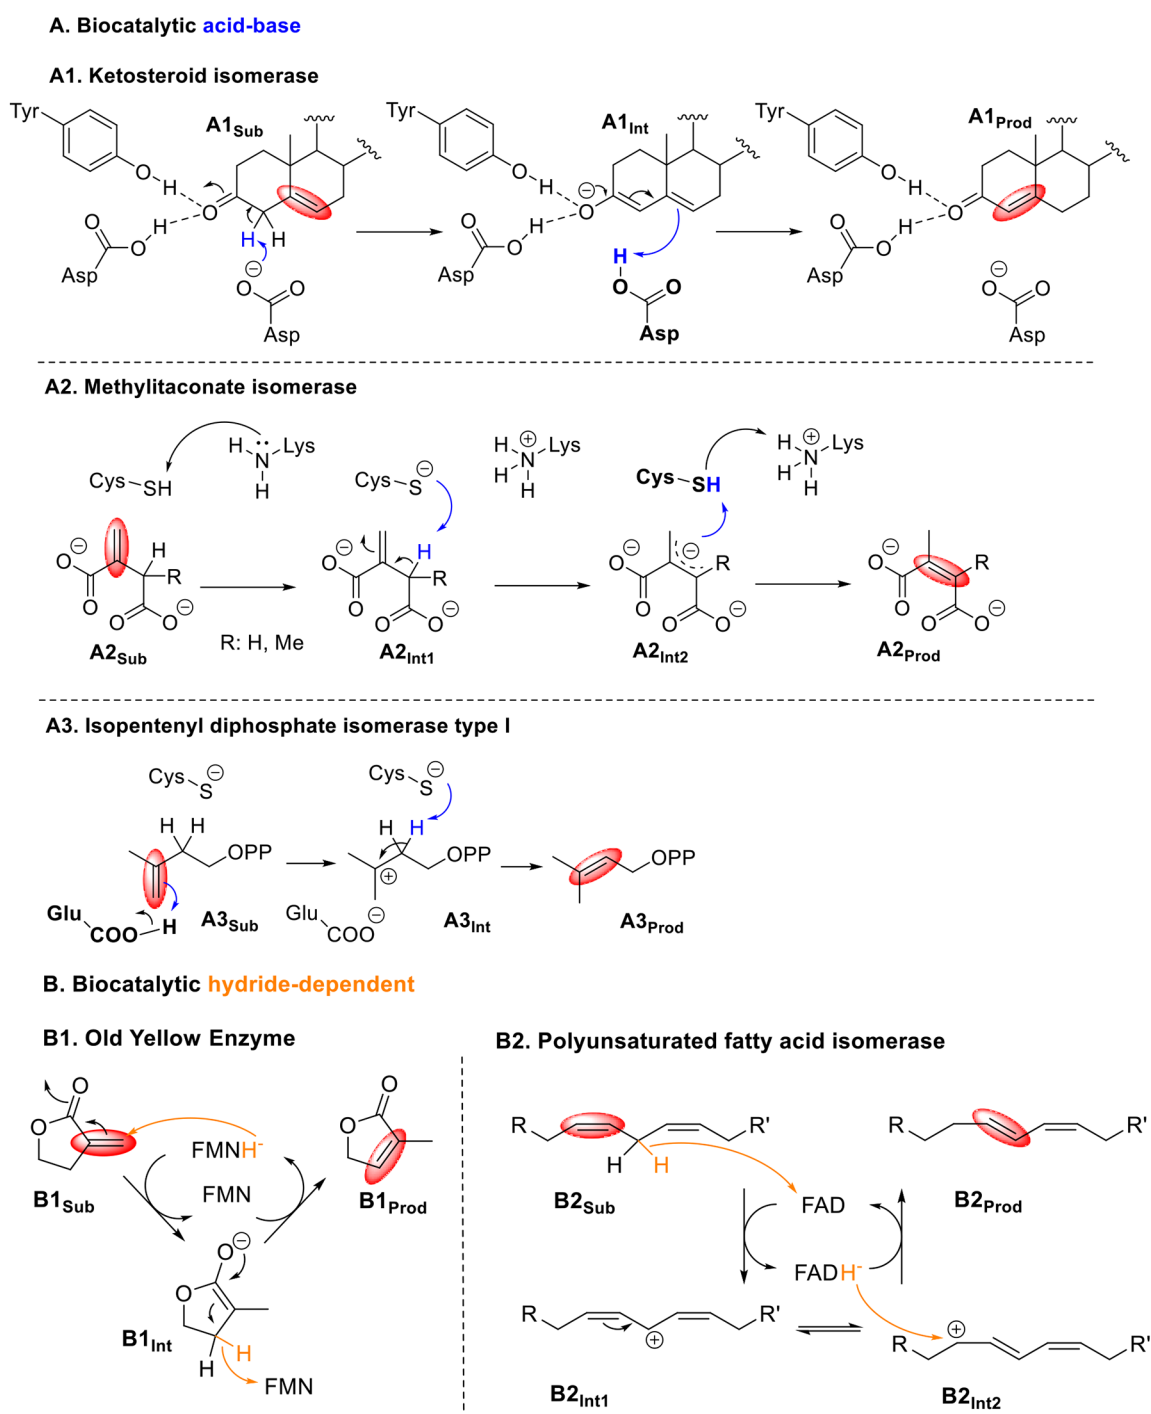 A. Biocatalytic acid-base
A1. Ketosteroid isomerase
Tyr
O
H
A1Sub
O
H
O
O
Asp
H
H
⊖
O
O
Asp
Tyr
O
H
A1Int
⊖
O
H
O
O
Asp
H
O
O
Asp
Tyr
O
H
A1Prod
O
H
O
O
Asp
⊖
O
O
Asp
A2. Methylitaconate isomerase
Cys
SH
H
N
Lys
H
⊖
O
O
H
R
O
O
⊖
A2Sub
R: H, Me
Cys
S
⊖
H
⊕
N
Lys
H
H
⊖
O
O
H
R
O
O
⊖
A2Int1
Cys
SH
H
⊕
N
Lys
H
H
⊖
O
O
⊖
R
O
O
⊖
A2Int2
⊖
O
O
R
O
O
⊖
A2Prod
A3. Isopentenyl diphosphate isomerase type I
Cys
S
⊖
H H
OPP
Glu
COO
H
A3Sub
Cys
S
⊖
H H
OPP
⊕
Glu
COO
⊖
A3Int
OPP
A3Prod
B. Biocatalytic hydride-dependent
B1. Old Yellow Enzyme
O
O
B1Sub
FMNH-
FMN
O
O
B1Prod
O
⊖
O
B1Int
H
H
FMN
B2. Polyunsaturated fatty acid isomerase
R
R'
H
H
B2Sub
R
R'
B2Prod
FAD
FADH-
R
R'
⊕
B2Int1
R
⊕
R'
B2Int2